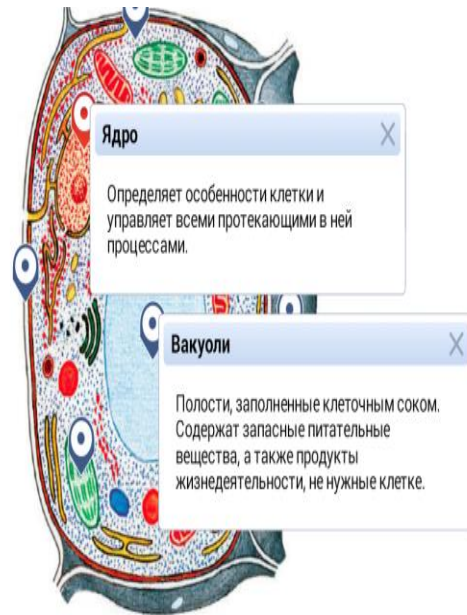 Ядро
Определяет особенности клетки и
управляет всеми протекающими в ней
процессами.
Вакуоли
Полости, заполненные клеточным соком.
Содержат запасные питательные
вещества, а также продукты
жизнедеятельности, не нужные клетке.